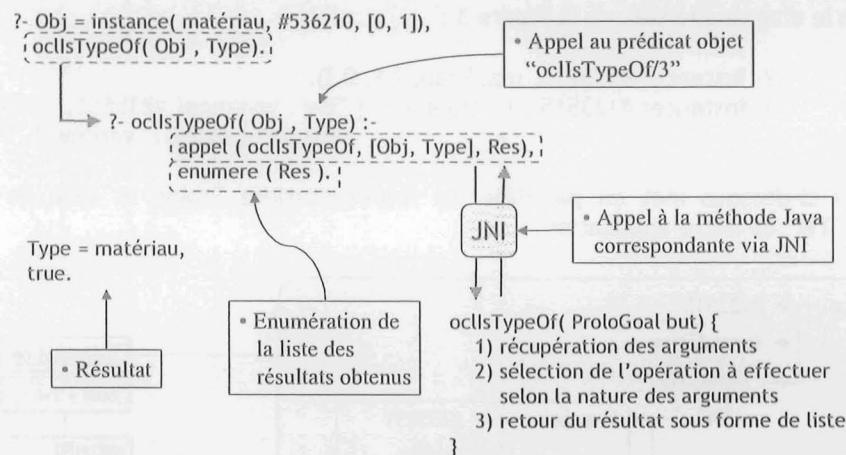 ?- Obj = instance( matériau, #536210, [0, 1]),
oclIsTypeOf( Obj , Type).
• Appel au prédicat objet
“oclIsTypeOf/3”
?- oclIsTypeOf( Obj , Type) :-
appel ( oclIsTypeOf, [Obj, Type], Res),
enumere ( Res ).
JNI
• Appel à la méthode Java
correspondante via JNI
Type = matériau,
true.
• Résultat
• Enumération de
la liste des
résultats obtenus
oclIsTypeOf( ProloGoal but) {
1) récupération des arguments
2) sélection de l'opération à effectuer
selon la nature des arguments
3) retour du résultat sous forme de liste
}